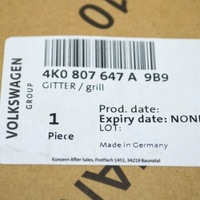 VOLKSWAGEN
GROUP
4K0 807 647 A 9B9
GITTER / grill
1
Piece
Prod. date:
Expiry date: NONE
LOT:
Made in Germany
Konzern After Sales, Postfach 1451, 34219 Baunatal